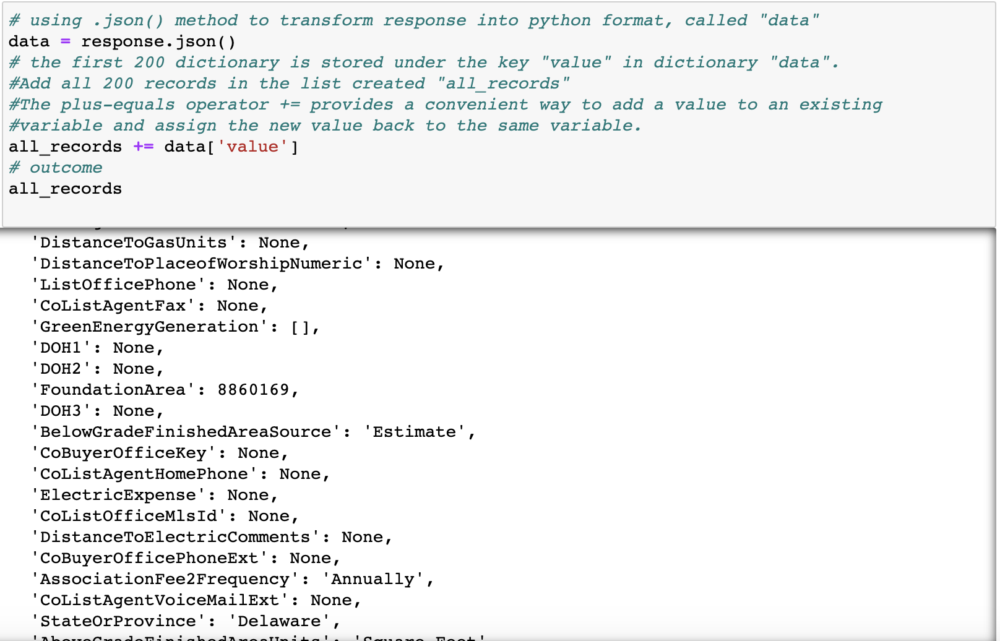 # using .json() method to transform response into python format, called "data"
data = response.json()
# the first 200 dictionary is stored under the key "value" in dictionary "data".
#Add all 200 records in the list created "all_records"
#The plus-equals operator += provides a convenient way to add a value to an existing
#variable and assign the new value back to the same variable.
all_records += data['value']
# outcome
all_records
'DistanceToGasUnits': None,
'DistanceToPlaceofWorshipNumeric': None,
'ListOfficePhone': None,
'CoListAgentFax': None,
'GreenEnergyGeneration': [],
'DOH1': None,
'DOH2': None,
'FoundationArea': 8860169,
'DOH3': None,
'BelowGradeFinishedAreaSource': 'Estimate',
'CoBuyerOfficeKey': None,
'CoListAgentHomePhone': None,
'ElectricExpense': None,
'CoListOfficeMlsId': None,
'DistanceToElectricComments': None,
'CoBuyerOfficePhoneExt': None,
'AssociationFee2Frequency': 'Annually',
'CoListAgentVoiceMailExt': None,
'StateOrProvince': 'Delaware',
'AboveGradeFinishedAreaUnits': 'Square Feet'